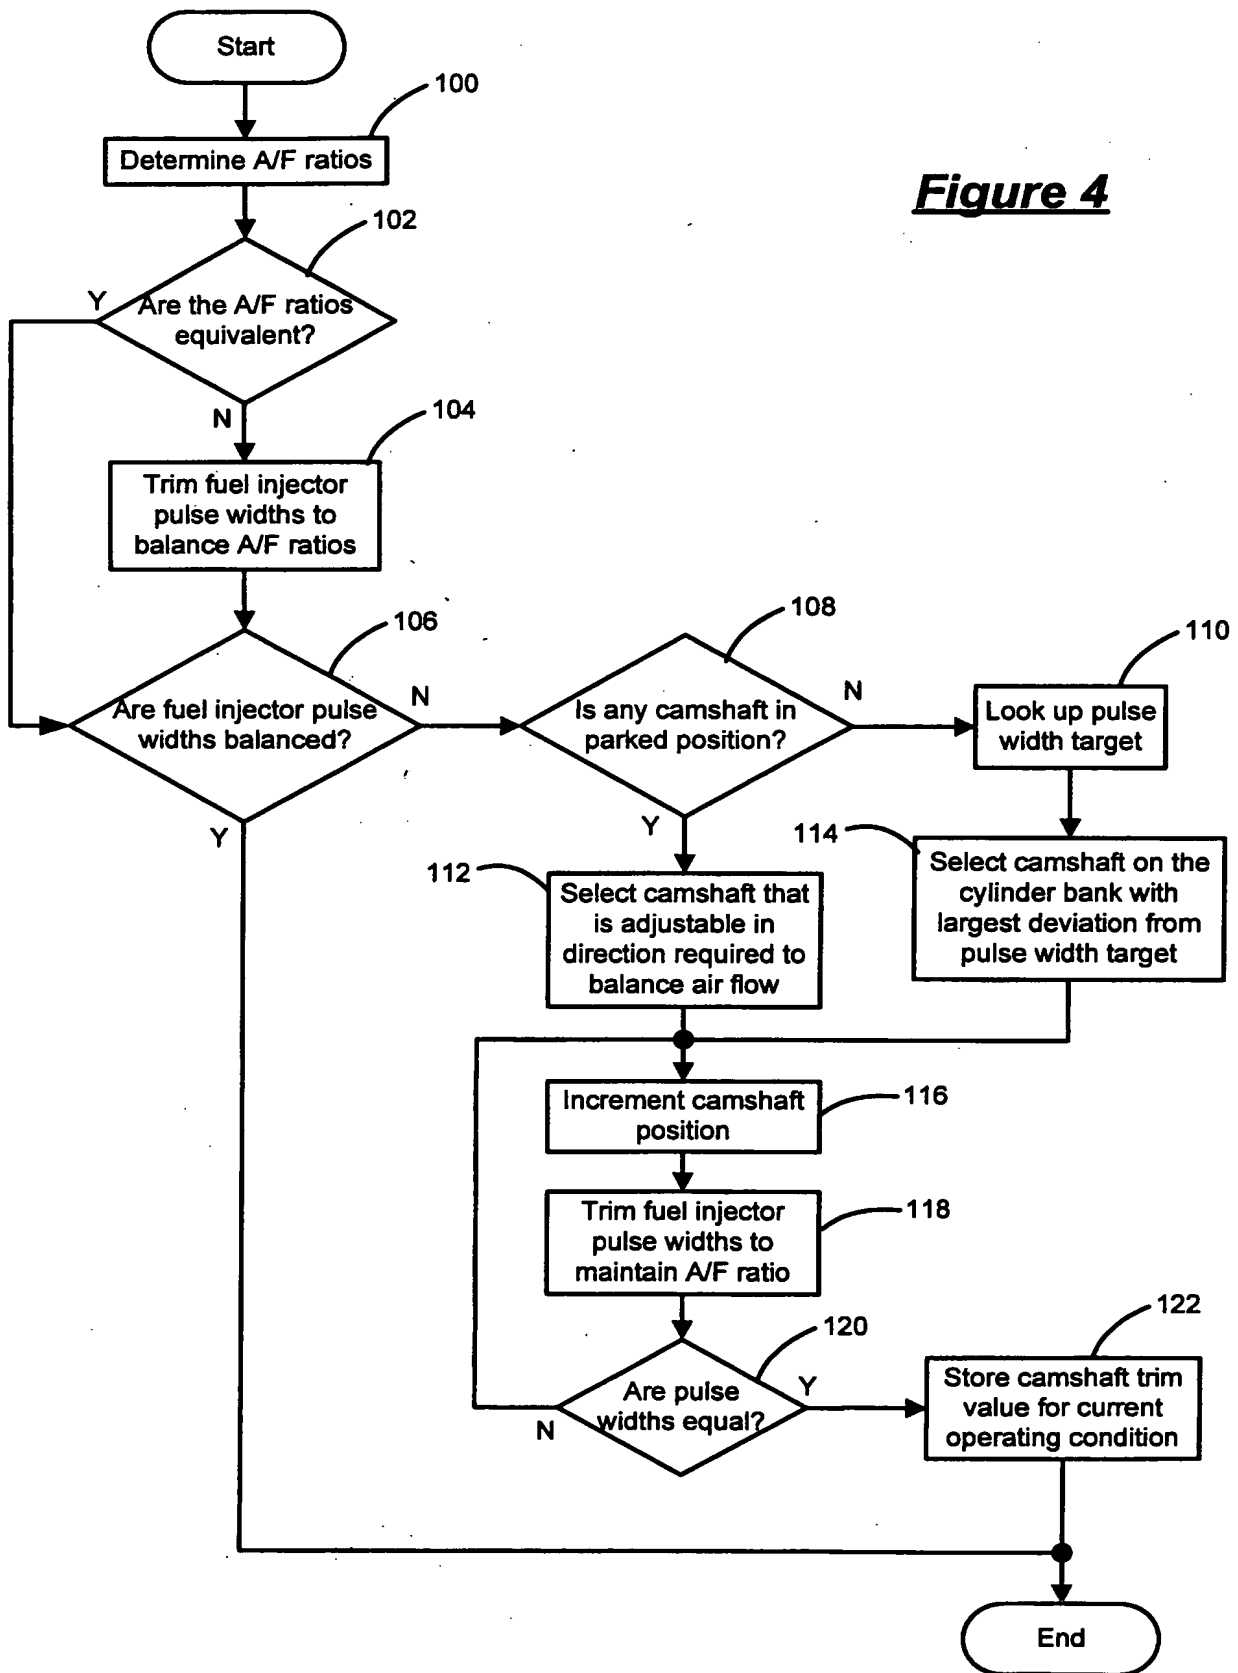 Start
100
Determine A/F ratios
Figure 4
102
Y
Are the A/F ratios
equivalent?
N
104
Trim fuel injector
pulse widths to
balance A/F ratios
106
Are fuel injector pulse
widths balanced?
N
Y
108
Is any camshaft in
parked position?
N
Y
110
Look up pulse
width target
112
Select camshaft that
is adjustable in
direction required to
balance air flow
114
Select camshaft on the
cylinder bank with
largest deviation from
pulse width target
116
Increment camshaft
position
118
Trim fuel injector
pulse widths to
maintain A/F ratio
120
Are pulse
widths equal?
N
Y
122
Store camshaft trim
value for current
operating condition
End